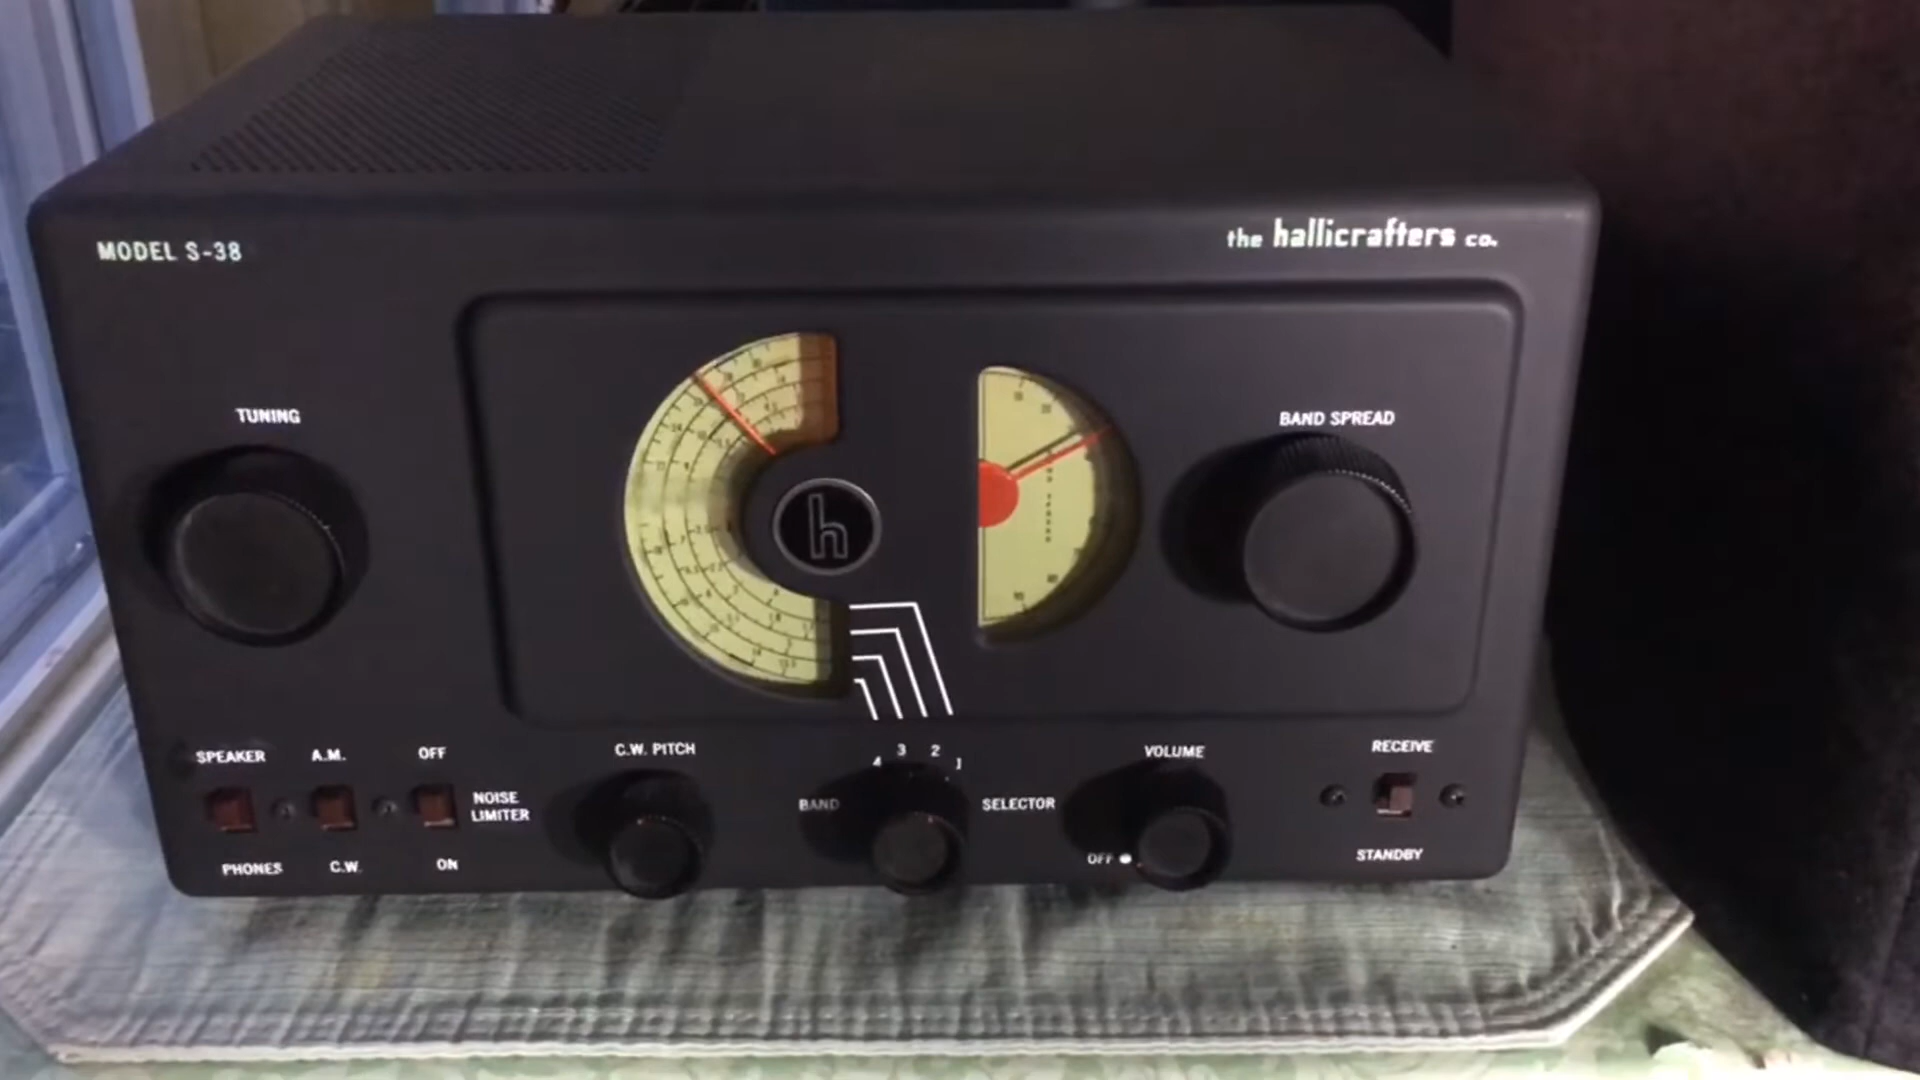 MODEL S-38
the hallicrafters co.
TUNING
BAND SPREAD
h
SPEAKER
A.M.
OFF
C.W. PITCH
4 3 2 1
VOLUME
RECEIVE
NOISE
LIMITER
BAND
SELECTOR
OFF
PHONES
C.W.
ON
STANDBY